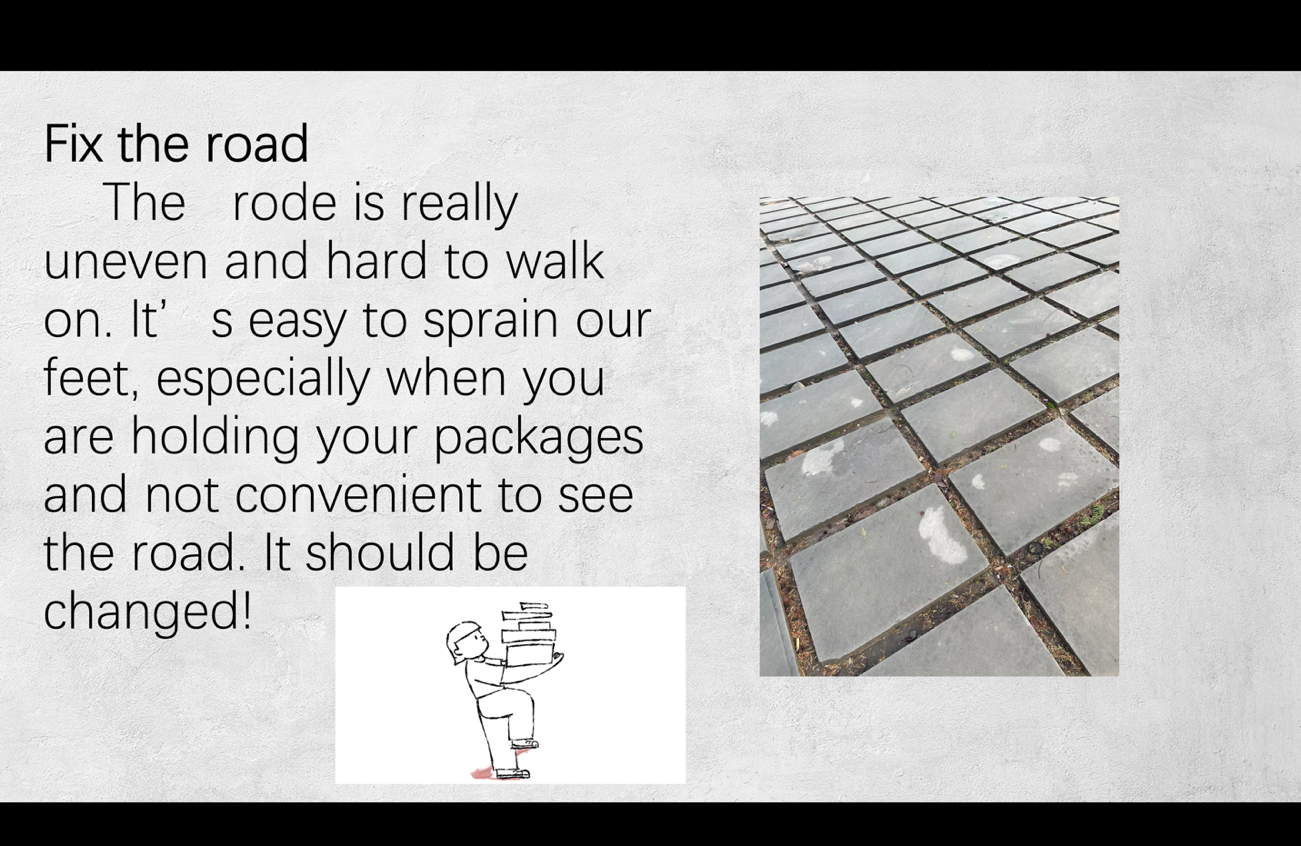 Fix the road
The rode is really
uneven and hard to walk
on. It’ s easy to sprain our
feet, especially when you
are holding your packages
and not convenient to see
the road. It should be
changed!